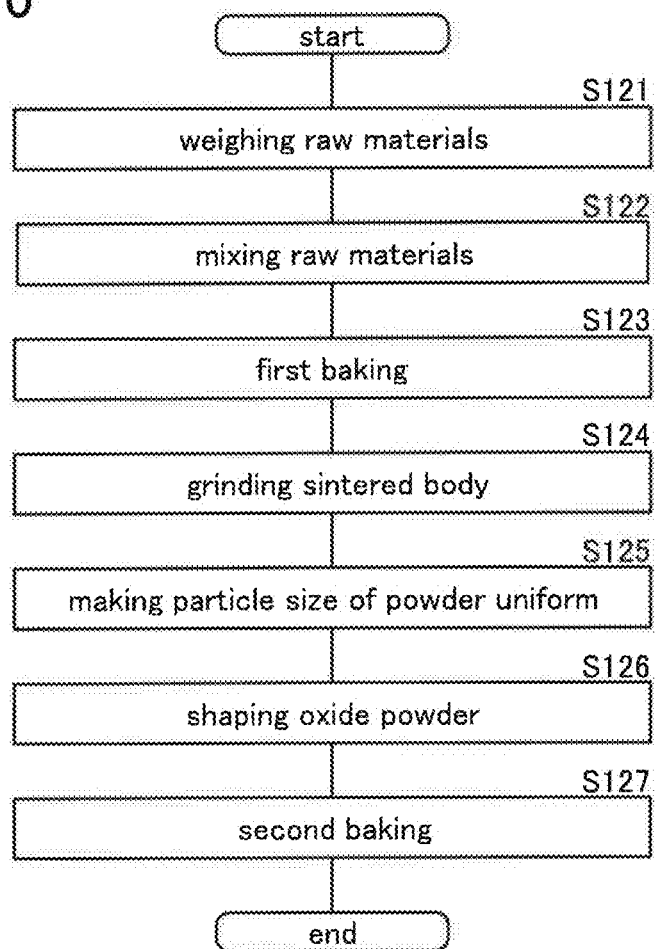 start
S121
weighing raw materials
S122
mixing raw materials
S123
first baking
S124
grinding sintered body
S125
making particle size of powder uniform
S126
shaping oxide powder
S127
second baking
end